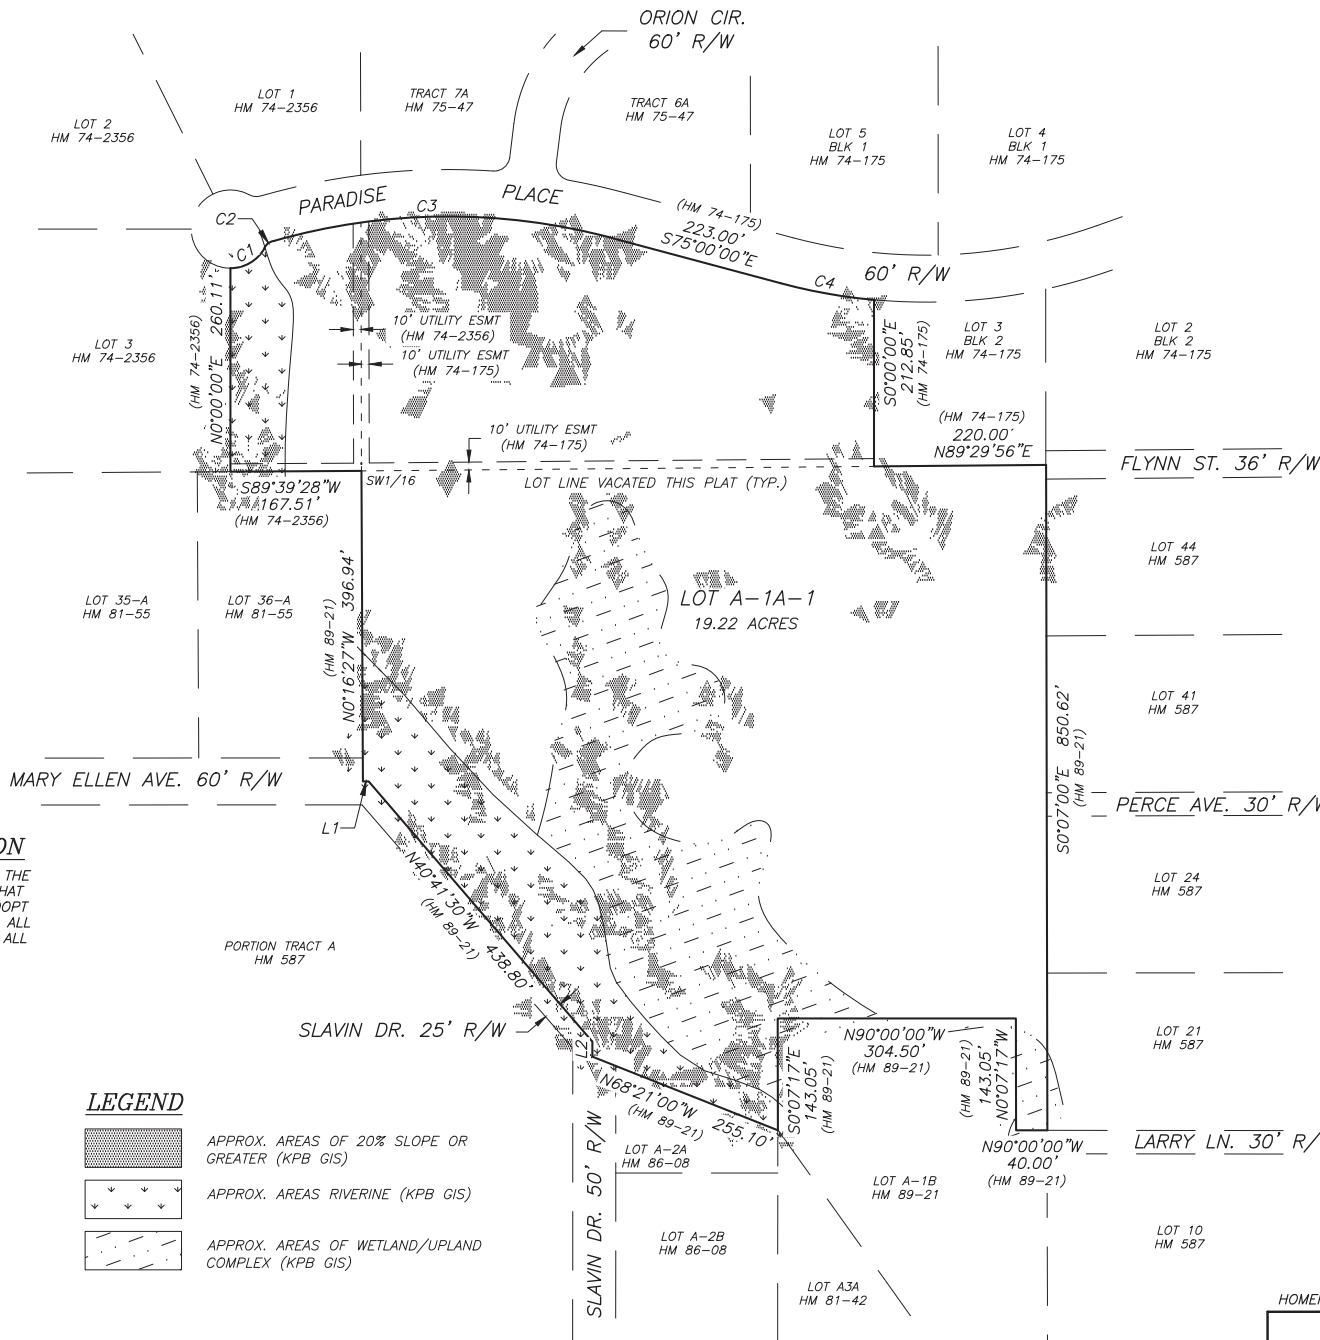 ORION CIR.
60' R/W
LOT 1
HM 74-2356
TRACT 7A
HM 75-47
TRACT 6A
HM 75-47
LOT 2
HM 74-2356
LOT 5
BLK 1
HM 74-175
LOT 4
BLK 1
HM 74-175
PARADISE PLACE
C2
C3
C1
(HM 74-175)
223.00'
S75°00'00"E
C4
60' R/W
LOT 3
HM 74-2356
(HM 74-2356)
N0°00'00"E 260.11'
10' UTILITY ESMT
(HM 74-2356)
10' UTILITY ESMT
(HM 74-175)
S0°00'00"E
212.85'
(HM 74-175)
LOT 3
BLK 2
HM 74-175
LOT 2
BLK 2
HM 74-175
(HM 74-175)
220.00'
N89°29'56"E
10' UTILITY ESMT
(HM 74-175)
FLYNN ST. 36' R/W
S89°39'28"W
167.51'
(HM 74-2356)
SW1/16
LOT LINE VACATED THIS PLAT (TYP.)
LOT 44
HM 587
LOT 35-A
HM 81-55
LOT 36-A
HM 81-55
(HM 89-21)
N0°16'27"W 396.94'
LOT A-1A-1
19.22 ACRES
LOT 41
HM 587
S0°07'00"E 850.62'
(HM 89-21)
MARY ELLEN AVE. 60' R/W
PERCE AVE. 30' R/W
L1
ON
THE
HAT
OPT
ALL
ALL
N40°41'30"W 438.80'
(HM 89-21)
LOT 24
HM 587
PORTION TRACT A
HM 587
SLAVIN DR. 25' R/W
L2
N90°00'00"W
304.50'
(HM 89-21)
S0°07'17"E
143.05'
(HM 89-21)
(HM 89-21)
143.05'
N0°07'17"W
LOT 21
HM 587
N68°21'00"W 255.10'
(HM 89-21)
LEGEND
APPROX. AREAS OF 20% SLOPE OR
GREATER (KPB GIS)
APPROX. AREAS RIVERINE (KPB GIS)
APPROX. AREAS OF WETLAND/UPLAND
COMPLEX (KPB GIS)
SLAVIN DR. 50' R/W
LOT A-2A
HM 86-08
N90°00'00"W
40.00'
(HM 89-21)
LARRY LN. 30' R/
LOT A-1B
HM 89-21
LOT A-2B
HM 86-08
LOT 10
HM 587
LOT A3A
HM 81-42
HOMER